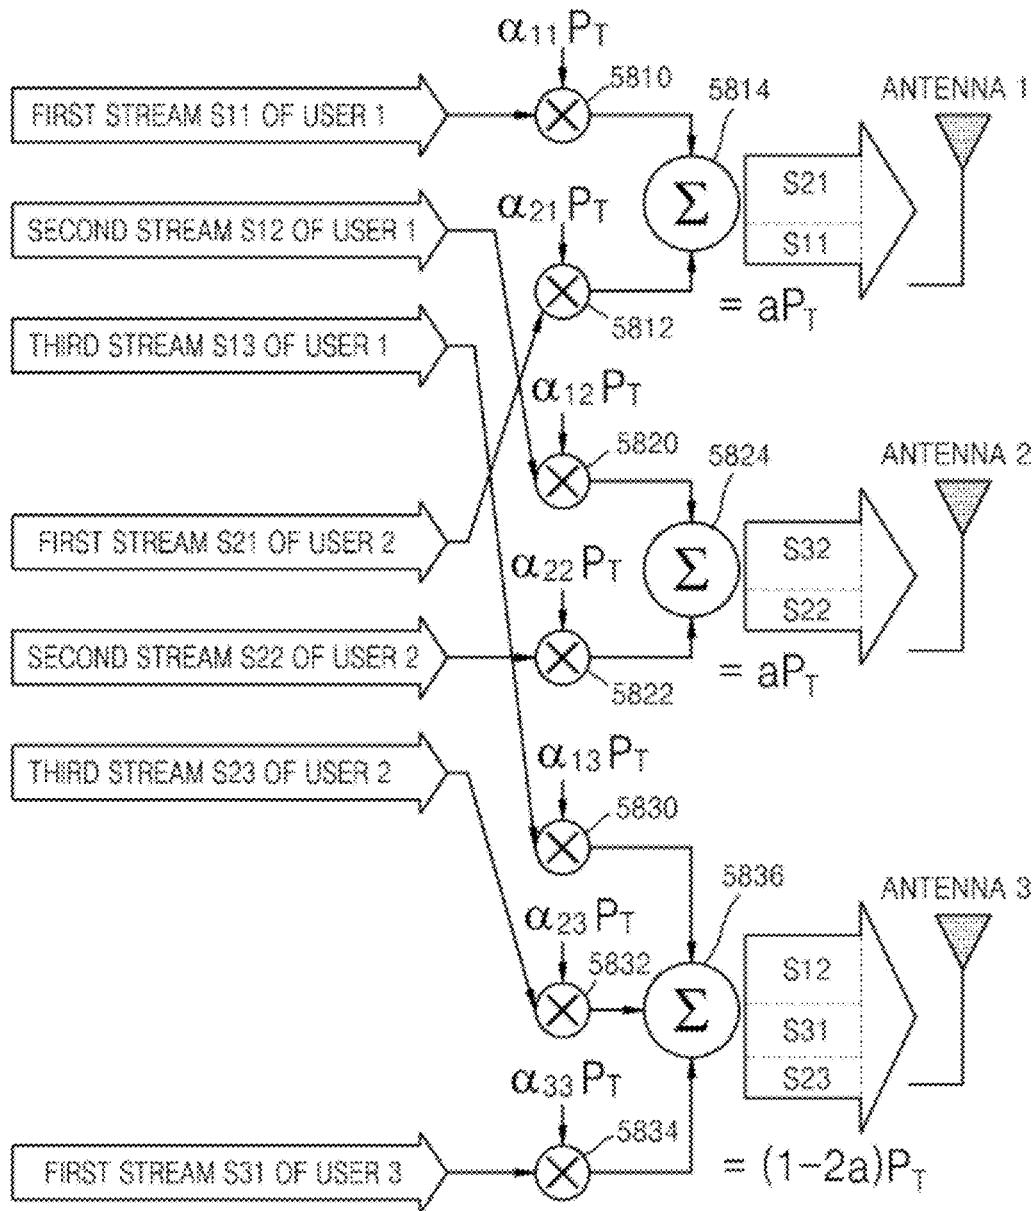 α11PT
5810
5814
ANTENNA 1
FIRST STREAM S11 OF USER 1
S21
SECOND STREAM S12 OF USER 1
α21PT
S11
5812
= aPT
THIRD STREAM S13 OF USER 1
α12PT
5820
5824
ANTENNA 2
FIRST STREAM S21 OF USER 2
S32
α22PT
S22
SECOND STREAM S22 OF USER 2
5822
= aPT
THIRD STREAM S23 OF USER 2
α13PT
5830
5836
ANTENNA 3
α23PT
5832
S12
S31
S23
α33PT
5834
FIRST STREAM S31 OF USER 3
= (1-2a)PT
Σ
Σ
Σ